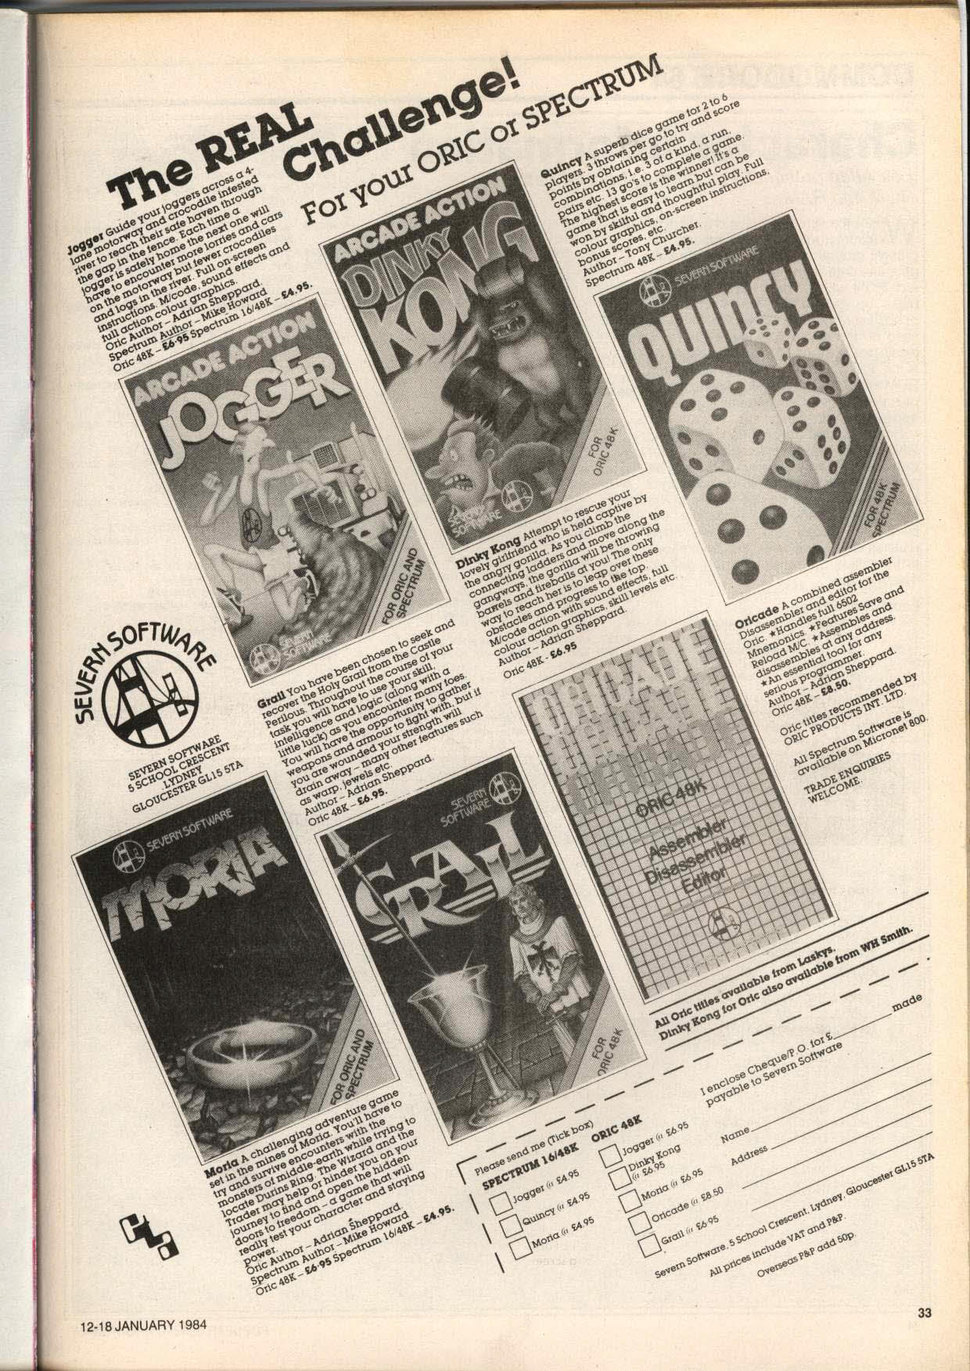 The REAL
Challenge!
For your ORIC or SPECTRUM
Jogger Guide your joggers across a 4-
lane motorway and crocodile infested
river to reach their safe haven through
the gap in the fence. Each time a
jogger is safely home the next one will
have to encounter more lorries and cars
on the motorway but fewer crocodiles
and logs in the river. Full on-screen
instructions. M/code, sound effects and
full action colour graphics.
Oric Author – Adrian Sheppard.
Spectrum Author – Mike Howard
Oric 48K – £6·95 Spectrum 16/48K – £4.95.
ARCADE ACTION
JOGGER
SEVERN
SOFTWARE
FOR ORIC AND
SPECTRUM
ARCADE ACTION
DINKY
KONG
SEVERN
SOFTWARE
FOR
ORIC 48K
Quincy A superb dice game for 2 to 6
players. 3 throws per go to try and score
points by obtaining certain
combinations, i.e. 3 of a kind, a run,
pairs etc. 13 go's to complete a game.
The highest score is the winner! It's a
game that is easy to learn but can be
won by skilful and thoughtful play. Full
colour graphics, on-screen instructions,
bonus scores, etc.
Author – Tony Churcher.
Spectrum 48K – £4.95.
SEVERN SOFTWARE
QUINCY
FOR 48K
SPECTRUM
Dinky Kong Attempt to rescue your
lovely girlfriend who is held captive by
the angry gorilla. As you climb the
connecting ladders and move along the
gangways, the gorilla will be throwing
barrels and fireballs at you! The only
way to reach her is to leap over these
obstacles and progress to the top.
M/code action with sound effects, full
colour action graphics, skill levels etc.
Author – Adrian Sheppard.
Oric 48K - £6.95
Oricade A combined assembler
Disassembler and editor for the
Oric. ★Handles full 6502
Mnemonics. ★Features Save and
Reload M/C ★Assembles and
disassembles at any address.
★An essential tool for any
serious programmer.
Author – Adrian Sheppard.
Oric 48K – £8.50.
Oric titles recommended by
ORIC PRODUCTS INT. LTD.
All Spectrum Software is
available on Micronet 800.
TRADE ENQUIRIES
WELCOME.
SEVERN SOFTWARE
SEVERN SOFTWARE
5 SCHOOL CRESCENT
LYDNEY
GLOUCESTER GL15 5TA
Grail You have been chosen to seek and
recover the Holy Grail from the Castle
Perilous. Throughout the course of your
task you will have to use your skill,
intelligence and logic (along with a
little luck) as you encounter many foes.
You will have the opportunity to gather
weapons and armour to fight with, but if
you are wounded your strength will
drain away – many other features such
as warp, jewels etc.
Author – Adrian Sheppard.
Oric 48K – £6.95.
SEVERN SOFTWARE
MORIA
FOR ORIC AND
SPECTRUM
SEVERN
SOFTWARE
GRAIL
FOR
ORIC 48K
ORICADE
ORIC 48K
Assembler
Disassembler
Editor
Moria A challenging adventure game
set in the mines of Moria. You'll have to
try and survive encounters with the
monsters of middle-earth while trying to
locate Durins Ring. The Wizard and the
Trader may help or hinder you on your
journey to find and open the hidden
doors to freedom – a game that will
really test your character and staying
power.
Oric Author – Adrian Sheppard.
Spectrum Author – Mike Howard
Oric 48K – £6·95 Spectrum 16/48K – £4.95.
All Oric titles available from Laskys.
Dinky Kong for Oric also available from WH Smith.
Please send me (Tick box)
SPECTRUM 16/48K
Jogger @ £4.95
Quincy @ £4.95
Moria @ £4.95
ORIC 48K
Jogger @ £6.95
Dinky Kong
@ £6.95
Moria @ £6.95
Oricade @ £8.50
Grail @ £6.95
I enclose Cheque/P.O. for £ made
payable to Severn Software
Name
Address
Severn Software, 5 School Crescent, Lydney, Gloucester GL15 5TA
All prices include VAT and P&P.
Overseas P&P add 50p.
12-18 JANUARY 1984
33